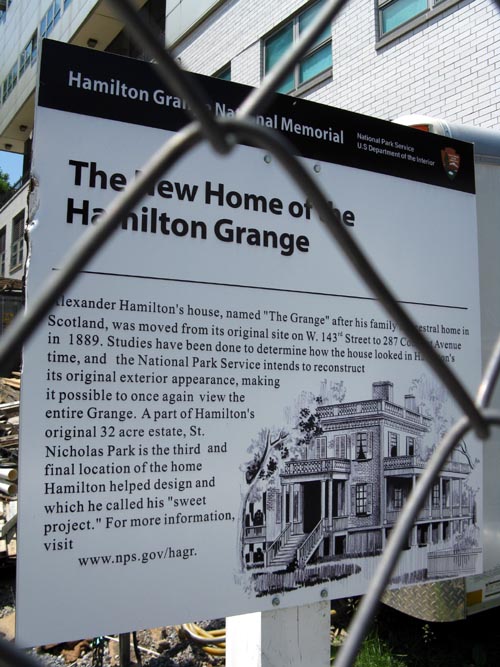 Hamilton Grange National Memorial
National Park Service
U.S Department of the Interior
The New Home of the
Hamilton Grange
Alexander Hamilton's house, named "The Grange" after his family ancestral home in
Scotland, was moved from its original site on W. 143rd Street to 287 Convent Avenue
in 1889. Studies have been done to determine how the house looked in Hamilton's
time, and the National Park Service intends to reconstruct
its original exterior appearance, making
it possible to once again view the
entire Grange. A part of Hamilton's
original 32 acre estate, St.
Nicholas Park is the third and
final location of the home
Hamilton helped design and
which he called his "sweet
project." For more information,
visit
www.nps.gov/hagr.